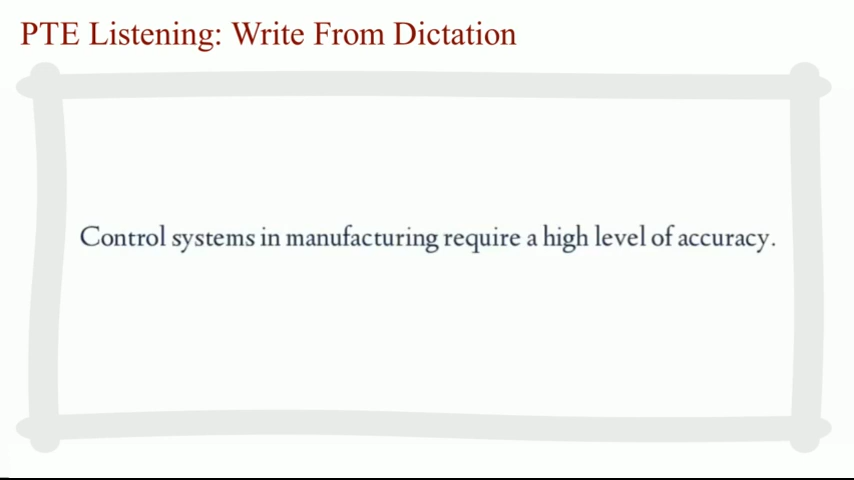 PTE Listening: Write From Dictation
Control systems in manufacturing require a high level of accuracy.